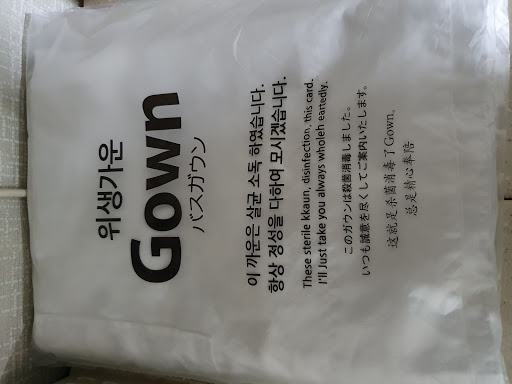 위생가운
Gown
バスガウン
이 까운은 살균 소독 하였습니다.
항상 정성을 다하여 모시겠습니다.
These sterile kkaun, disinfection, this card.
I'll Just take you always wholeh eartedly.
このガウンは殺菌消毒しました。
いつも誠意を尽くしてご案内いたします。
这就是杀菌消毒了Gown。
总是精心奉陪